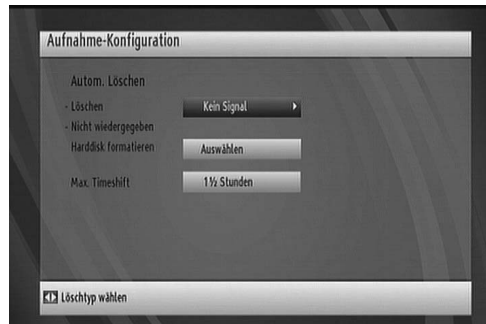 Aufnahme-Konfiguration
Autom. Löschen
- Löschen Kein Signal
- Nicht wiedergegeben
Harddisk formatieren Auswählen
Max. Timeshift 1½ Stunden
Löschtyp wählen